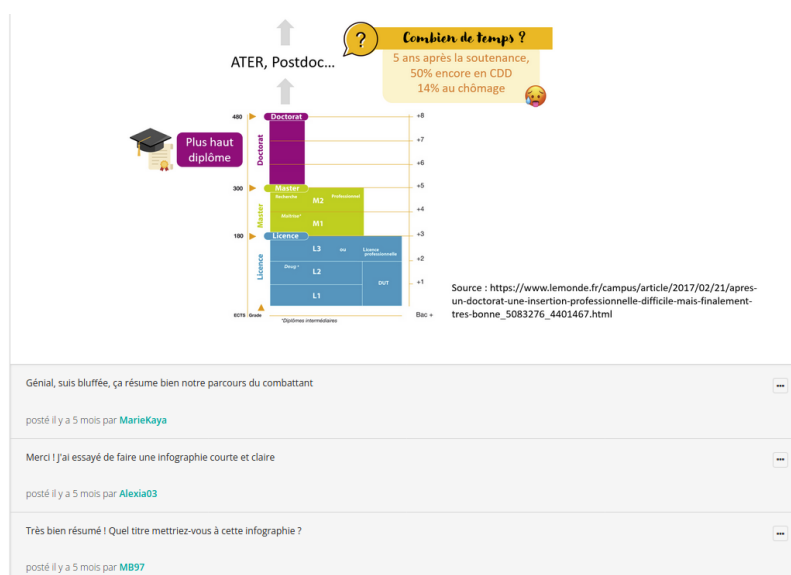 ?
Combien de temps ?
5 ans après la soutenance,
50% encore en CDD
14% au chômage
ATER, Postdoc...
480
Doctorat
+8
Plus haut
diplôme
Doctorat
+7
+6
300
Master
+5
Recherche
M2
Professionnel
Master
+4
Maîtrise*
M1
180
Licence
+3
L3
ou
Licence
professionnelle
Licence
+2
Deug *
L2
DUT
+1
L1
ECTS
Grade
*Diplômes intermédiaires
Bac +
Source : https://www.lemonde.fr/campus/article/2017/02/21/apres-
un-doctorat-une-insertion-professionnelle-difficile-mais-finalement-
tres-bonne_5083276_4401467.html
Génial, suis bluffée, ça résume bien notre parcours du combattant
posté il y a 5 mois par MarieKaya
Merci ! J'ai essayé de faire une infographie courte et claire
posté il y a 5 mois par Alexia03
Très bien résumé ! Quel titre mettriez-vous à cette infographie ?
posté il y a 5 mois par MB97